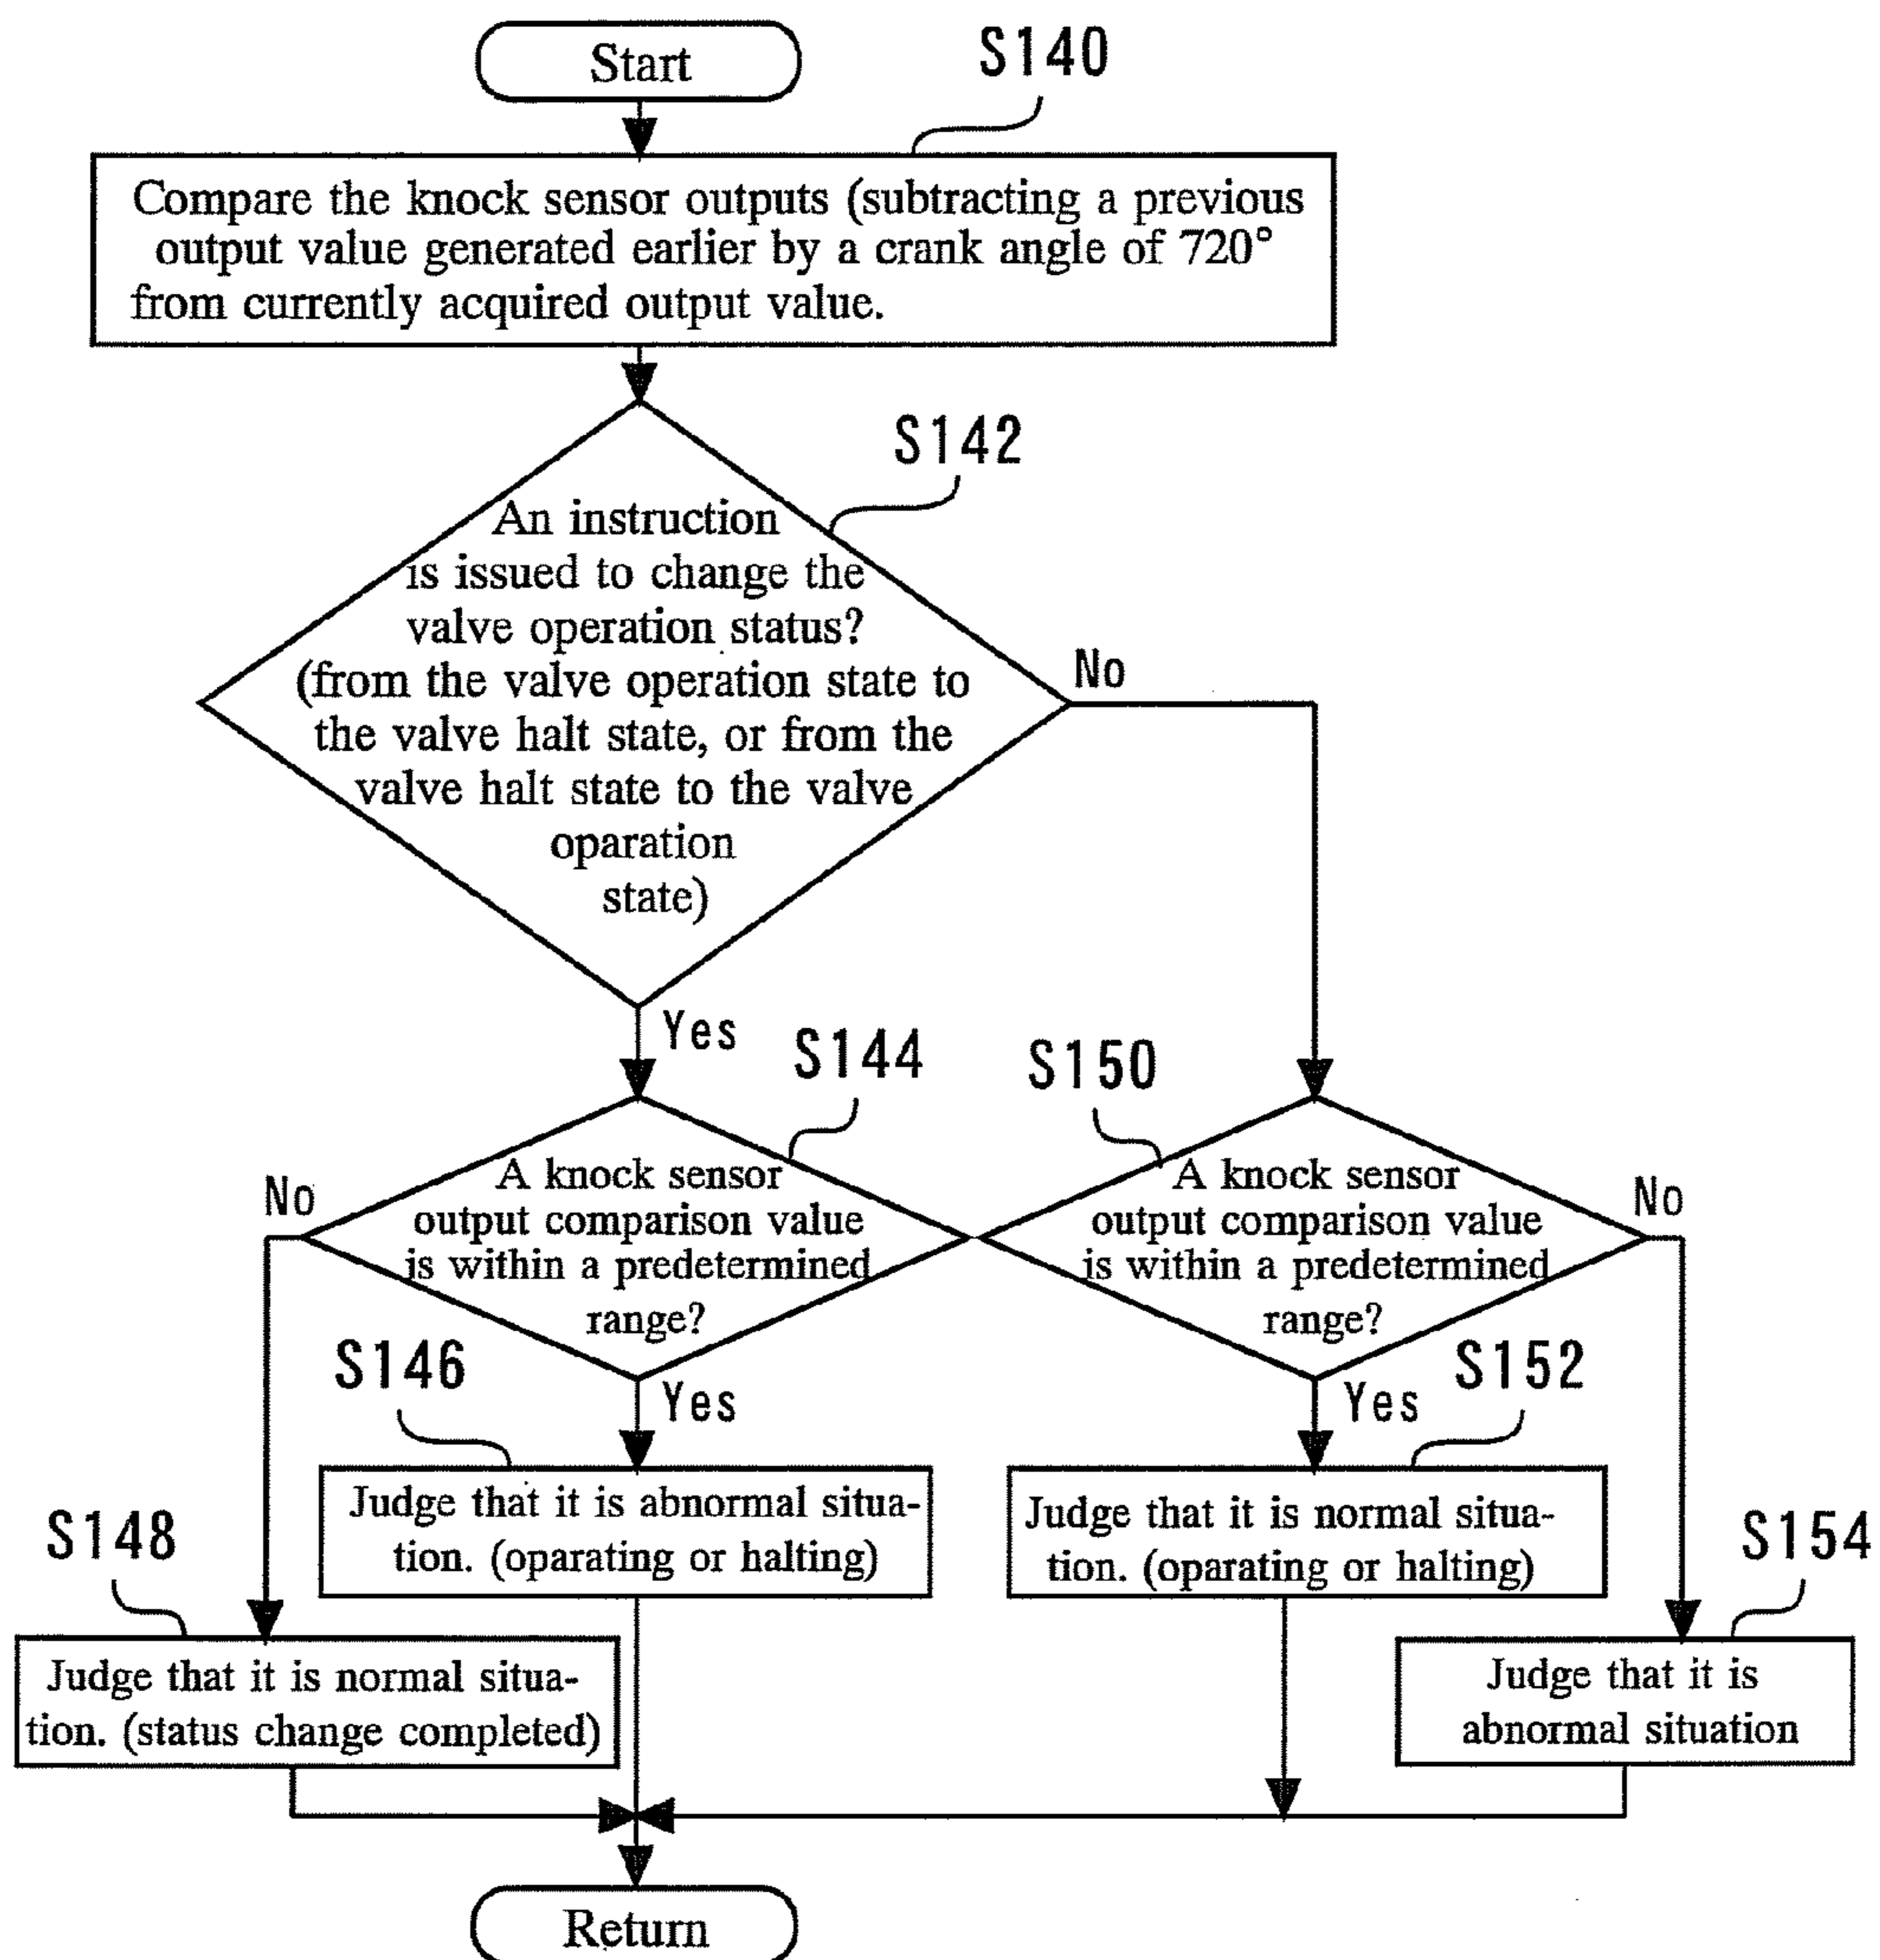 Start
S140
Compare the knock sensor outputs (subtracting a previous
output value generated earlier by a crank angle of 720°
from currently acquired output value.
S142
An instruction
is issued to change the
valve operation status?
(from the valve operation state to
the valve halt state, or from the
valve halt state to the valve
oparation
state)
No
Yes
S144
S150
No
A knock sensor
output comparison value
is within a predetermined
range?
A knock sensor
output comparison value
is within a predetermined
range?
No
S146
Yes
Yes
S152
Judge that it is abnormal situa-
tion. (oparating or halting)
Judge that it is normal situa-
tion. (oparating or halting)
S148
S154
Judge that it is normal situa-
tion. (status change completed)
Judge that it is
abnormal situation
Return